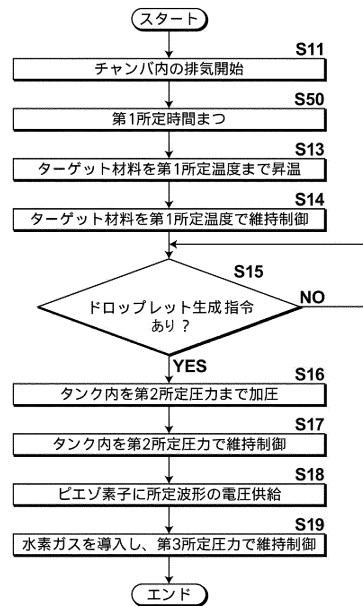 スタート
S11
チャンバ内の排気開始
S50
第1所定時間まつ
S13
ターゲット材料を第1所定温度まで昇温
S14
ターゲット材料を第1所定温度で維持制御
S15
ドロップレット生成指令
あり？
NO
YES
S16
タンク内を第2所定圧力まで加圧
S17
タンク内を第2所定圧力で維持制御
S18
ピエゾ素子に所定波形の電圧供給
S19
水素ガスを導入し、第3所定圧力で維持制御
エンド